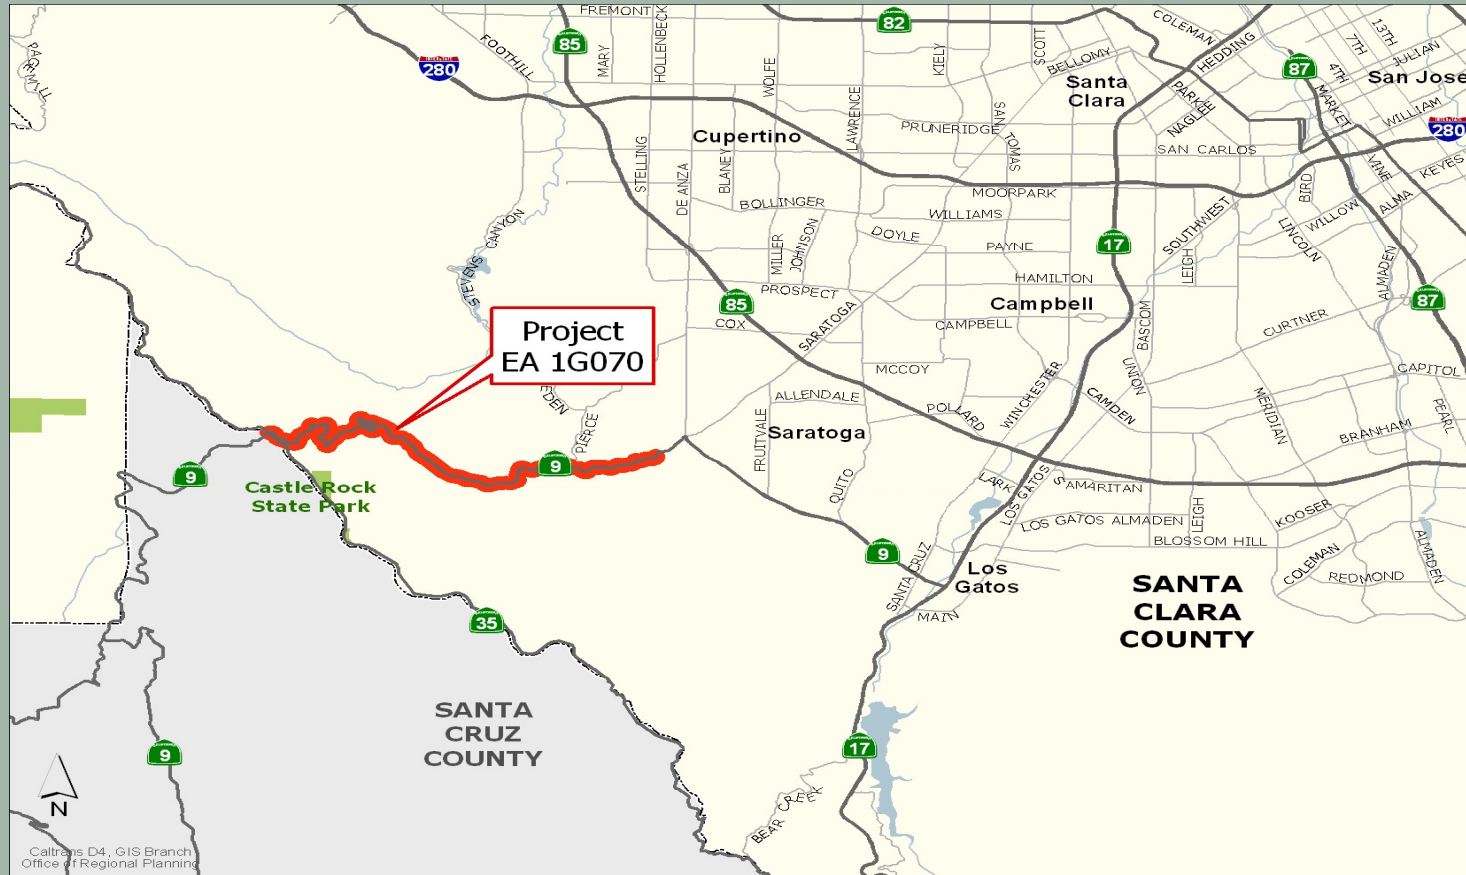 FREMONT
82
COLEMAN
13TH
HOLLENBECK
SCOTT
7TH
PAGE MILL
FOOTHILL
85
MARY
KIELY
BELLOMY
HEDDING
JULIAN
280
WOLFE
87
4TH
San Jose
Santa
Clara
PARK
NAGLEE
MARKET
WILLIAM
LAWRENCE
SAN TOMAS
PRUNERIDGE
280
Cupertino
STELLING
SAN CARLOS
BLANEY
VINE
KEYES
DE ANZA
MOORPARK
BIRD
ALMA
BOLLINGER
WILLIAMS
WILLOW
STEVENS CANYON
MILLER
JOHNSON
DOYLE
PAYNE
17
SOUTHWEST
LINCOLN
LEIGH
ALMADEN
HAMILTON
PROSPECT
85
Campbell
87
COX
SARATOGA
CAMPBELL
BASCOM
CURTNER
Project
EA 1G070
MCCOY
UNION
CAPITOL
EDEN
ALLENDALE
WINCHESTER
CAMDEN
MERIDIAN
PEARL
POLLARD
PIERCE
FRUITVALE
Saratoga
BRANHAM
9
9
QUITO
LARK
LOS GATOS
SAMARITAN
Castle Rock
State Park
LEIGH
KOOSER
LOS GATOS ALMADEN
BLOSSOM HILL
ALMADEN
9
SANTA CRUZ
Los
Gatos
COLEMAN
REDMOND
MAIN
35
SANTA
CLARA
COUNTY
SANTA
CRUZ
COUNTY
9
17
BEAR CREEK
N
Caltrans D4, GIS Branch
Office of Regional Planning